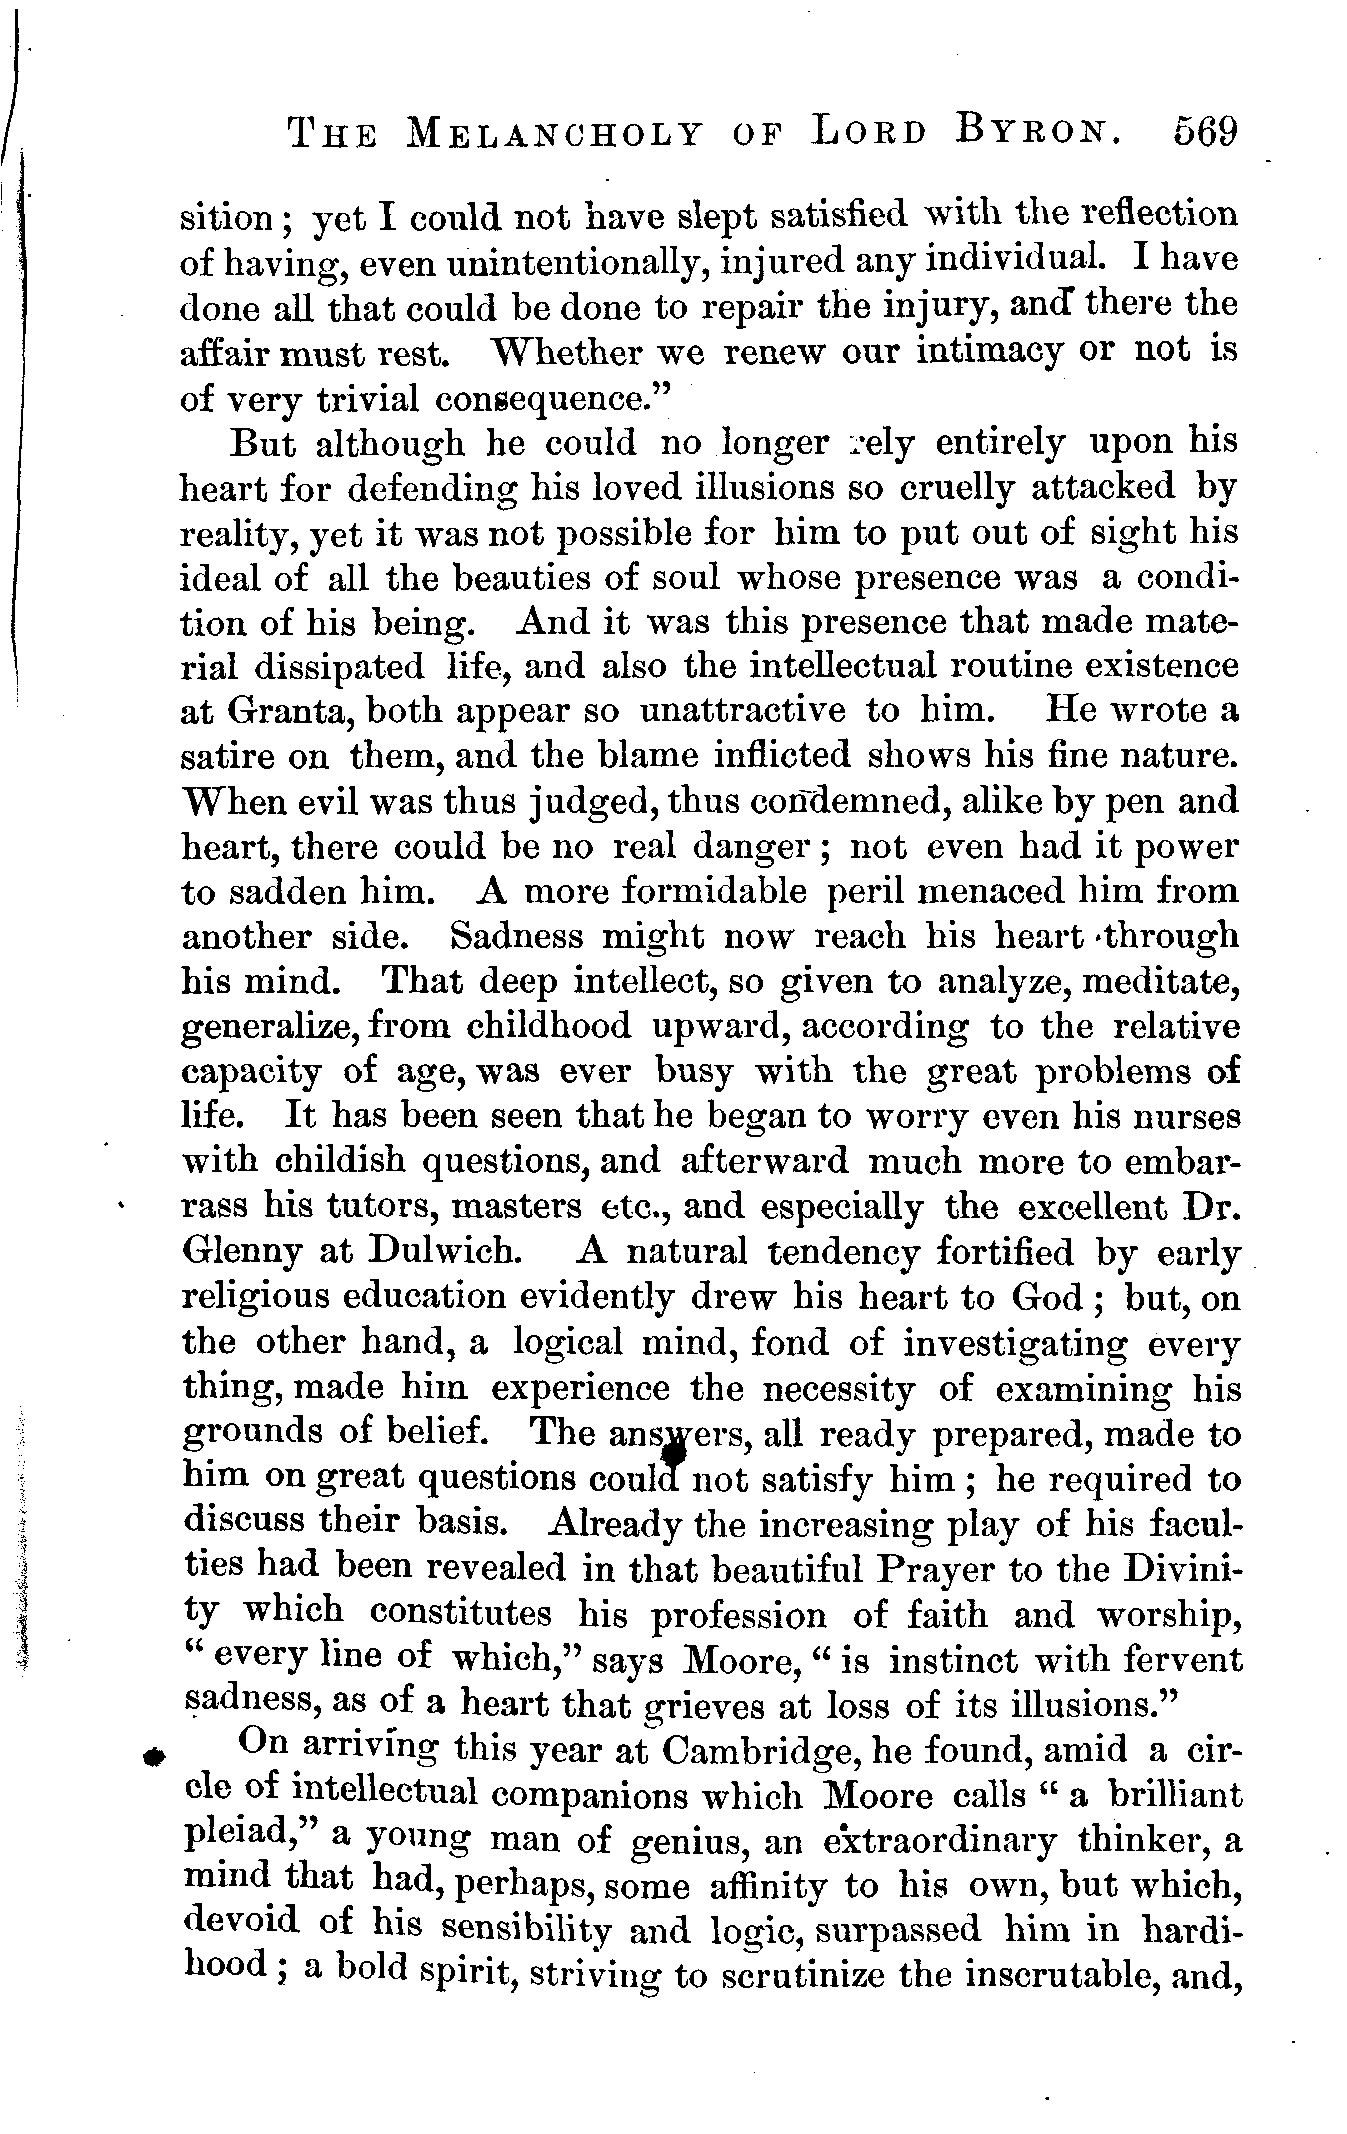 THE MELANCHOLY OF LORD BYRON. 569
sition; yet I could not have slept satisfied with the reflection
of having, even unintentionally, injured any individual. I have
done all that could be done to repair the injury, and there the
affair must rest. Whether we renew our intimacy or not is
of very trivial consequence."
But although he could no longer rely entirely upon his
heart for defending his loved illusions so cruelly attacked by
reality, yet it was not possible for him to put out of sight his
ideal of all the beauties of soul whose presence was a condi-
tion of his being. And it was this presence that made mate-
rial dissipated life, and also the intellectual routine existence
at Granta, both appear so unattractive to him. He wrote a
satire on them, and the blame inflicted shows his fine nature.
When evil was thus judged, thus condemned, alike by pen and
heart, there could be no real danger; not even had it power
to sadden him. A more formidable peril menaced him from
another side. Sadness might now reach his heart through
his mind. That deep intellect, so given to analyze, meditate,
generalize, from childhood upward, according to the relative
capacity of age, was ever busy with the great problems of
life. It has been seen that he began to worry even his nurses
with childish questions, and afterward much more to embar-
rass his tutors, masters etc., and especially the excellent Dr.
Glenny at Dulwich. A natural tendency fortified by early
religious education evidently drew his heart to God; but, on
the other hand, a logical mind, fond of investigating every
thing, made him experience the necessity of examining his
grounds of belief. The answers, all ready prepared, made to
him on great questions could not satisfy him; he required to
discuss their basis. Already the increasing play of his facul-
ties had been revealed in that beautiful Prayer to the Divini-
ty which constitutes his profession of faith and worship,
"every line of which," says Moore, "is instinct with fervent
sadness, as of a heart that grieves at loss of its illusions."
On arriving this year at Cambridge, he found, amid a cir-
cle of intellectual companions which Moore calls "a brilliant
pleiad," a young man of genius, an extraordinary thinker, a
mind that had, perhaps, some affinity to his own, but which,
devoid of his sensibility and logic, surpassed him in hardi-
hood; a bold spirit, striving to scrutinize the inscrutable, and,